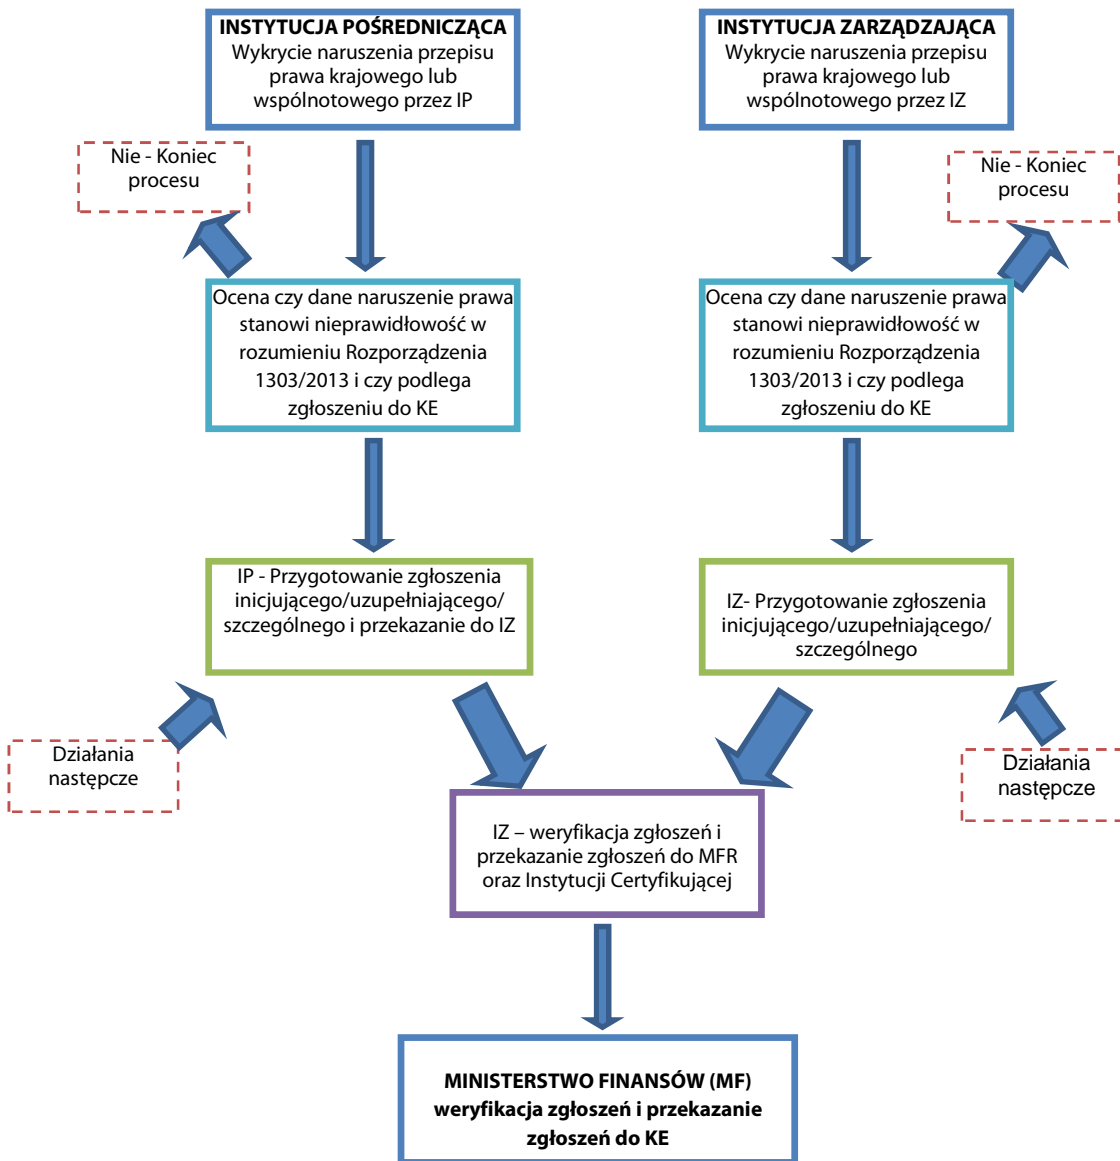 INSTYTUCJA POŚREDNICZĄCA
Wykrycie naruszenia przepisu
prawa krajowego lub
wspólnotowego przez IP
INSTYTUCJA ZARZĄDZAJĄCA
Wykrycie naruszenia przepisu
prawa krajowego lub
wspólnotowego przez IZ
Nie - Koniec
procesu
Nie - Koniec
procesu
Ocena czy dane naruszenie prawa
stanowi nieprawidłowość w
rozumieniu Rozporządzenia
1303/2013 i czy podlega
zgłoszeniu do KE
Ocena czy dane naruszenie prawa
stanowi nieprawidłowość w
rozumieniu Rozporządzenia
1303/2013 i czy podlega
zgłoszeniu do KE
IP - Przygotowanie zgłoszenia
inicjującego/uzupełniającego/
szczególnego i przekazanie do IZ
IZ- Przygotowanie zgłoszenia
inicjującego/uzupełniającego/
szczególnego
Działania
następcze
Działania
następcze
IZ – weryfikacja zgłoszeń i
przekazanie zgłoszeń do MFR
oraz Instytucji Certyfikującej
MINISTERSTWO FINANSÓW (MF)
weryfikacja zgłoszeń i przekazanie
zgłoszeń do KE